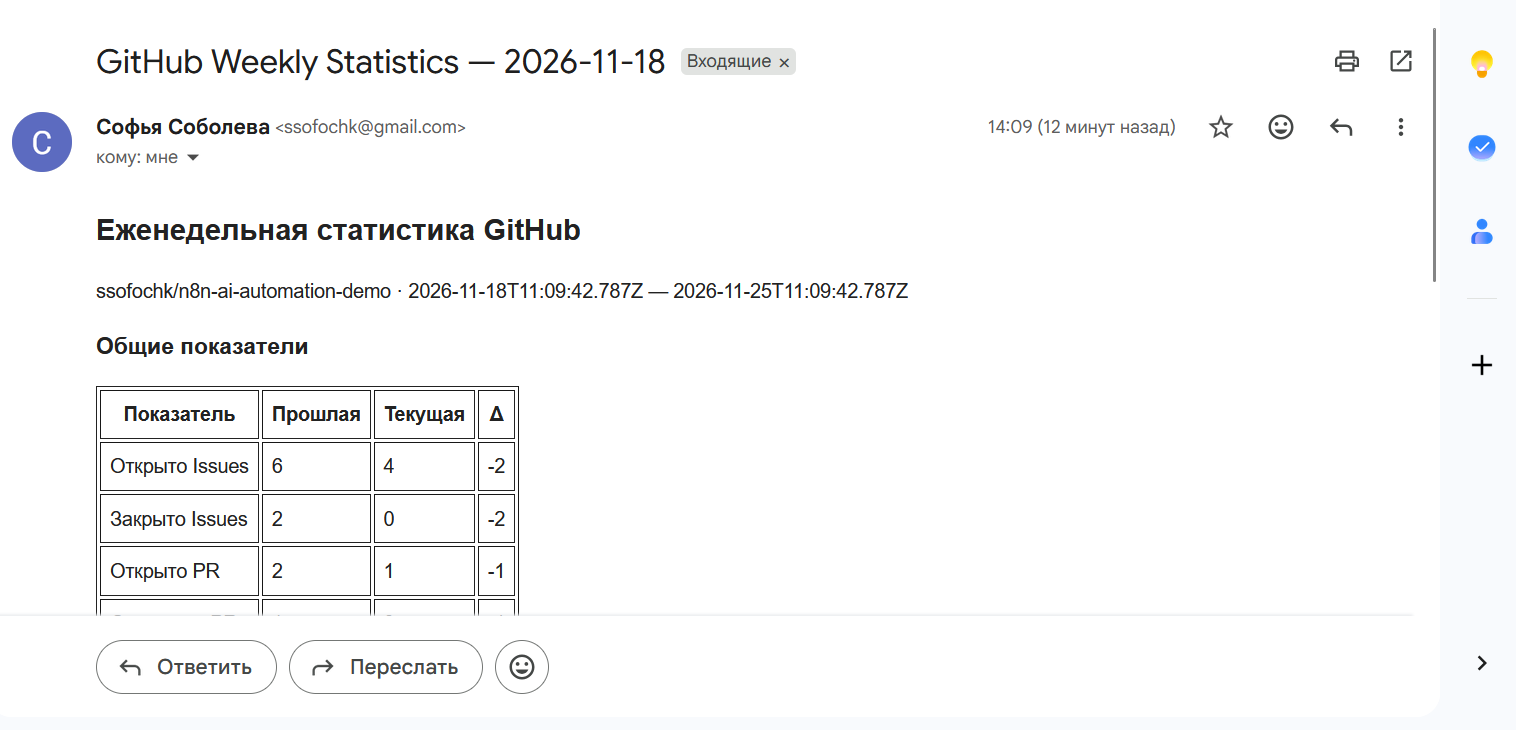 GitHub Weekly Statistics — 2026-11-18 Входящие ×
С Софья Соболева <ssofochk@gmail.com> 14:09 (12 минут назад)
кому: мне
Еженедельная статистика GitHub
ssofochk/n8n-ai-automation-demo · 2026-11-18T11:09:42.787Z — 2026-11-25T11:09:42.787Z
Общие показатели
Показатель Прошлая Текущая Δ
Открыто Issues 6 4 -2
Закрыто Issues 2 0 -2
Открыто PR 2 1 -1
Ответить Переслать